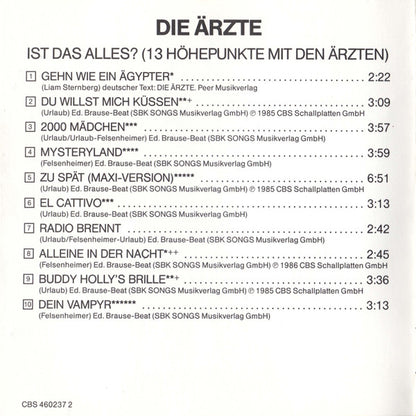 DIE ÄRZTE
IST DAS ALLES? (13 HÖHEPUNKTE MIT DEN ÄRZTEN)
1 GEHN WIE EIN ÄGYPTER* 2:22
(Liam Sternberg) deutscher Text: DIE ÄRZTE. Peer Musikverlag
2 DU WILLST MICH KÜSSEN**+ 3:09
(Urlaub) Ed. Brause-Beat (SBK SONGS Musikverlag GmbH) ℗ 1985 CBS Schallplatten GmbH
3 2000 MÄDCHEN*** 3:57
(Urlaub/Urlaub-Felsenheimer) Ed. Brause-Beat (SBK SONGS Musikverlag GmbH)
4 MYSTERYLAND**** 3:59
(Felsenheimer) Ed. Brause-Beat (SBK SONGS Musikverlag GmbH)
5 ZU SPÄT (MAXI-VERSION)***** 6:51
(Urlaub) Ed. Brause-Beat (SBK SONGS Musikverlag GmbH) ℗ 1985 CBS Schallplatten GmbH
6 EL CATTIVO*** 3:13
(Urlaub) Ed. Brause-Beat (SBK SONGS Musikverlag GmbH)
7 RADIO BRENNT 2:42
(Urlaub/Felsenheimer-Urlaub) Ed. Brause-Beat (SBK SONGS Musikverlag GmbH)
8 ALLEINE IN DER NACHT*++ 2:45
(Felsenheimer) Ed. Brause-Beat (SBK SONGS Musikverlag GmbH) ℗ 1986 CBS Schallplatten GmbH
9 BUDDY HOLLY'S BRILLE**+ 3:36
(Urlaub) Ed. Brause-Beat (SBK SONGS Musikverlag GmbH) ℗ 1985 CBS Schallplatten GmbH
10 DEIN VAMPYR****** 3:13
(Felsenheimer) Ed. Brause-Beat (SBK SONGS Musikverlag GmbH)
CBS 460237 2